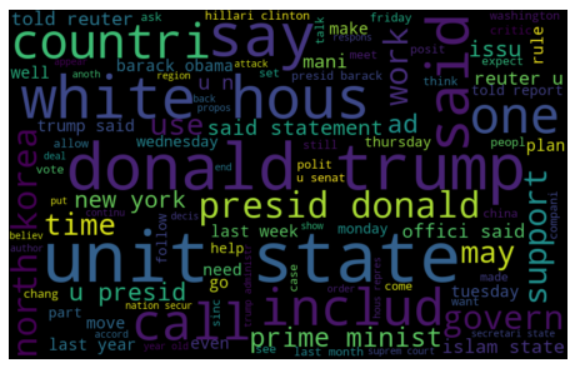 told reuter ask hillari clinton talk friday washington
countri say make respons posit critic
appear well barack obama mani meet issu rule
anoth region attack set presid barack think expect
white hous u n work said reuter u one
back propos told report
trump said use said statement ad
allow wednesday thursday peopl plan
deal donald trump
vote end still polit u senat
north korea put new york presid donald china compani
continu decis support
believ time follow last week show monday offici said may
author help case
unit state need go sinc made
chang u presid trump administr order hous repres come tuesday want
nation secur
part move call includ govern
accord prime minist secretari state
last year year old even see last month suprem court islam state